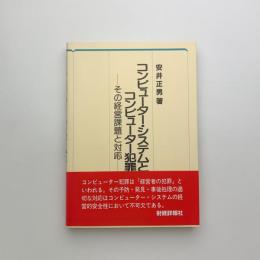 安井正男著
コンピューター・システムと
コンピューター犯罪
――その経営課題と対応
コンピューター犯罪は「経営者の犯罪」と
いわれる。その予防・発見・事後処理の適
切な対応はコンピューター・システムの経
営的安全性において不可欠である。
財経詳報社